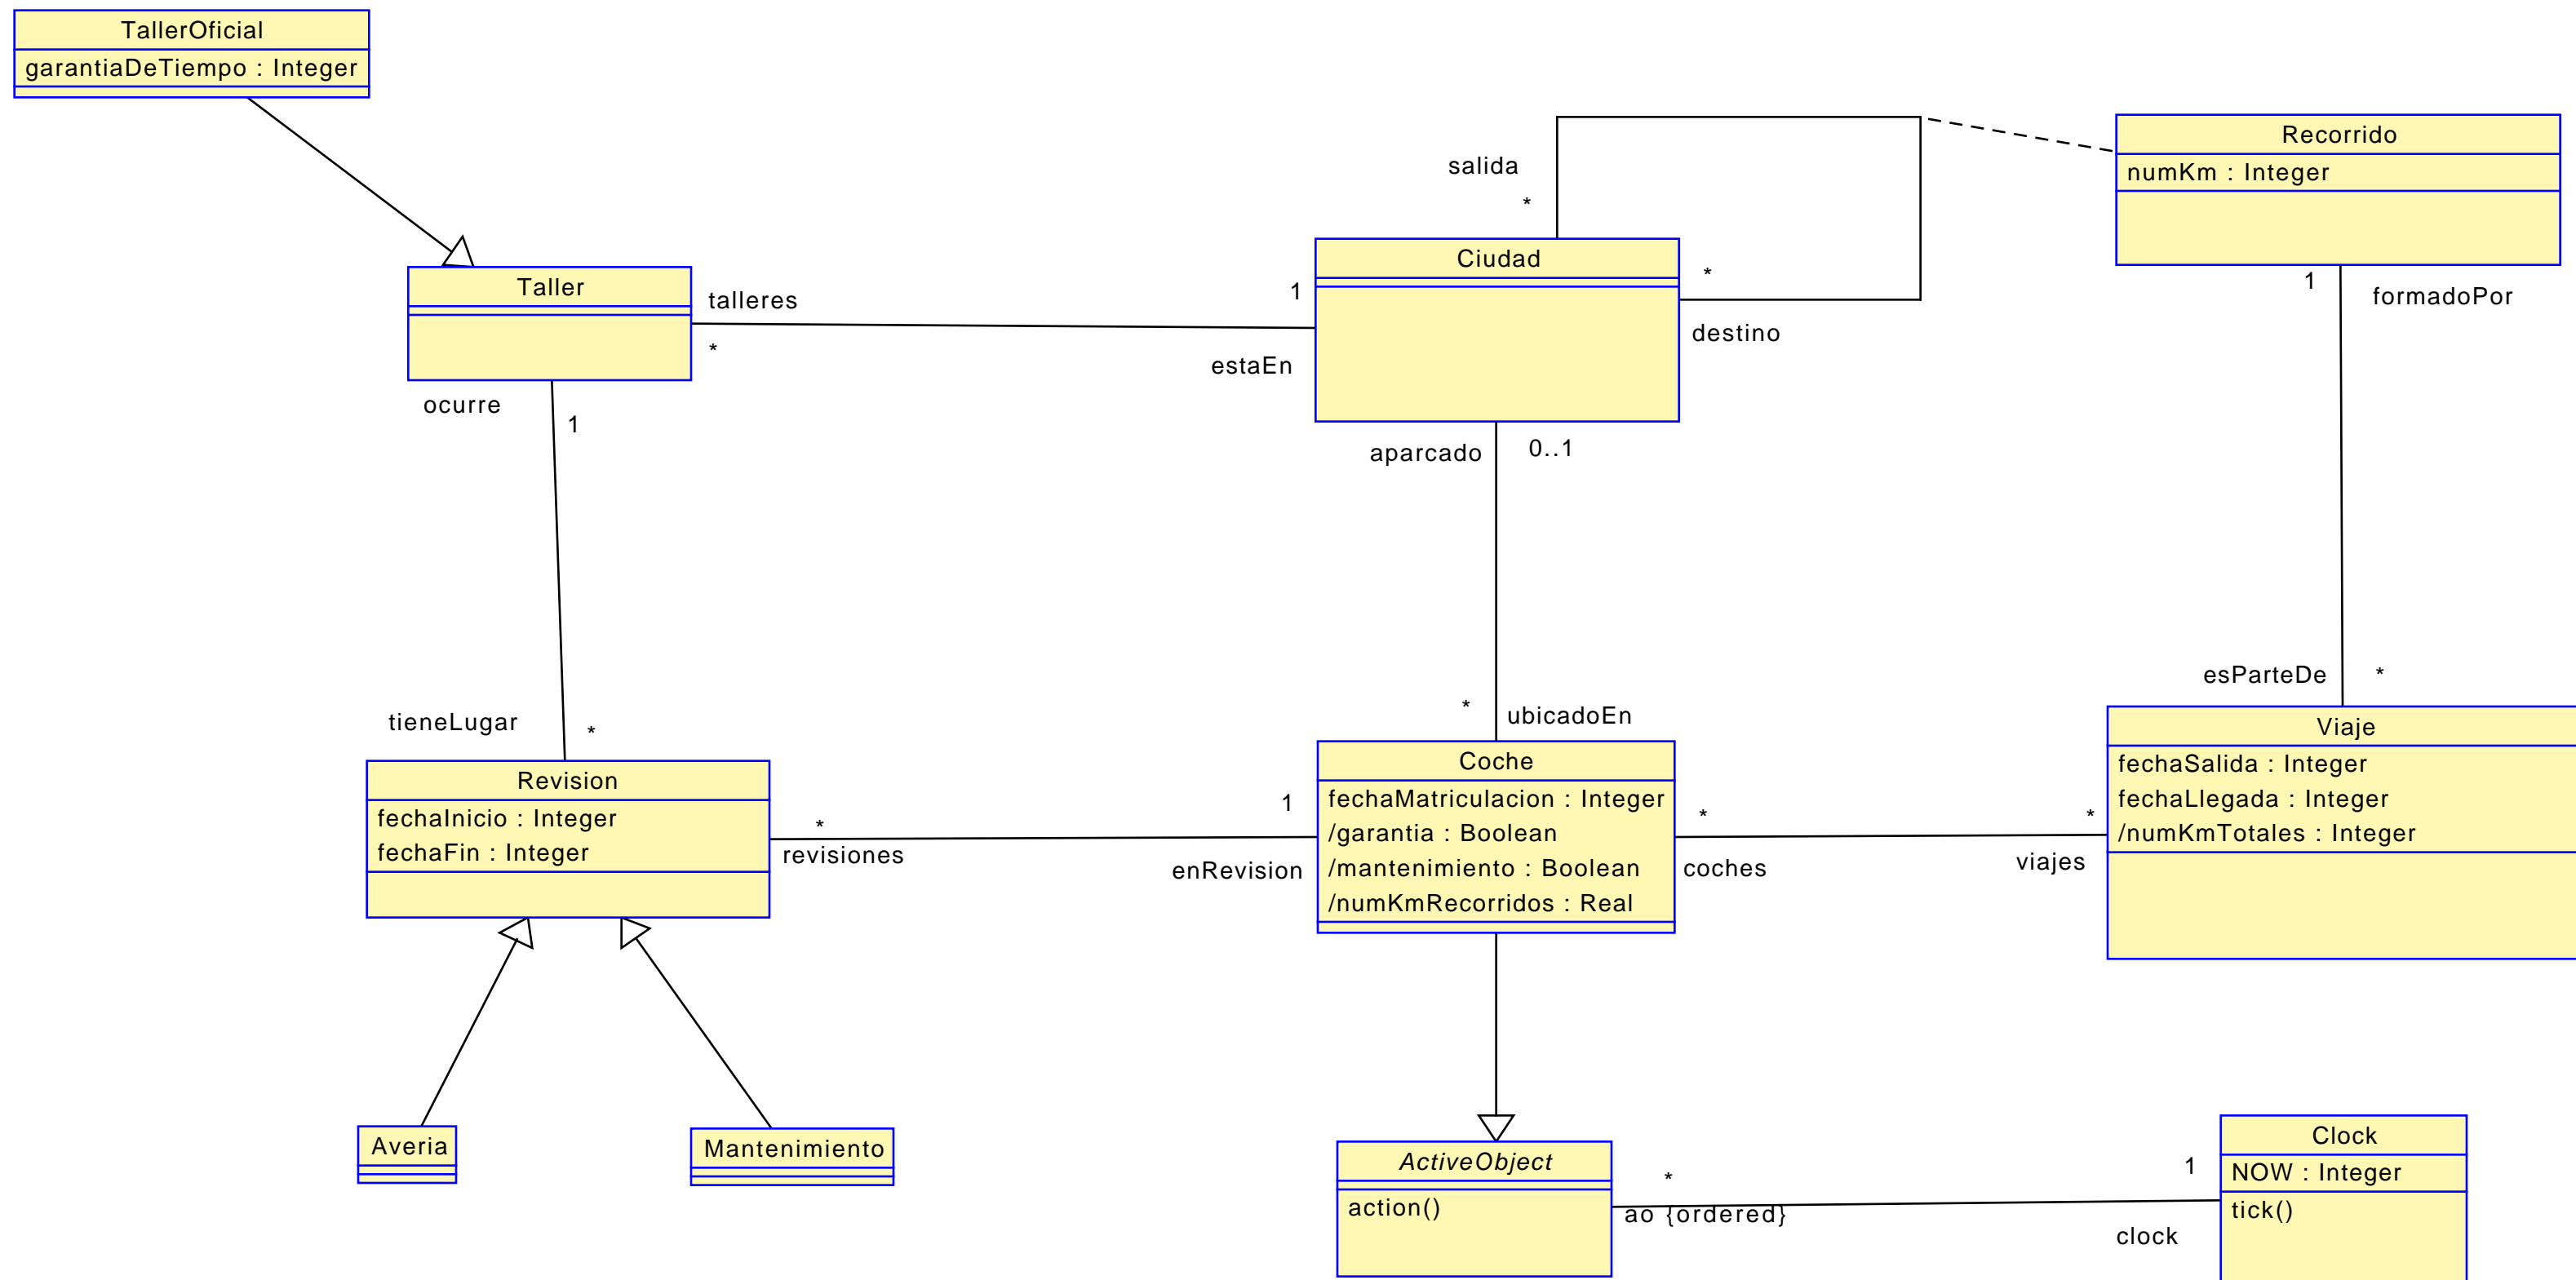 TallerOficial
garantiaDeTiempo : Integer
Recorrido
numKm : Integer
salida
*
Ciudad
*
destino
Taller
talleres
*
1
estaEn
1
formadoPor
ocurre
1
aparcado
0..1
esParteDe
*
tieneLugar
*
*
ubicadoEn
Revision
fechaInicio : Integer
fechaFin : Integer
*
revisiones
1
enRevision
Coche
fechaMatriculacion : Integer
/garantia : Boolean
/mantenimiento : Boolean
/numKmRecorridos : Real
*
coches
*
viajes
Viaje
fechaSalida : Integer
fechaLlegada : Integer
/numKmTotales : Integer
Averia
Mantenimiento
ActiveObject
action()
*
ao {ordered}
1
clock
Clock
NOW : Integer
tick()